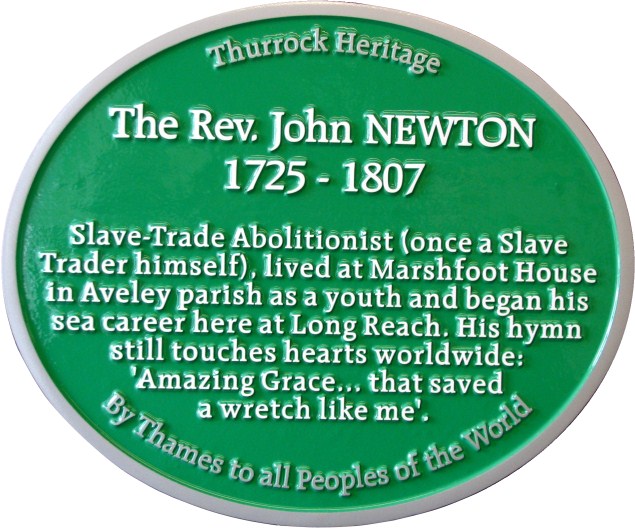 Thurrock Heritage
The Rev. John NEWTON
1725 - 1807
Slave-Trade Abolitionist (once a Slave
Trader himself), lived at Marshfoot House
in Aveley parish as a youth and began his
sea career here at Long Reach. His hymn
still touches hearts worldwide:
'Amazing Grace... that saved
a wretch like me'.
By Thames to all Peoples of the World